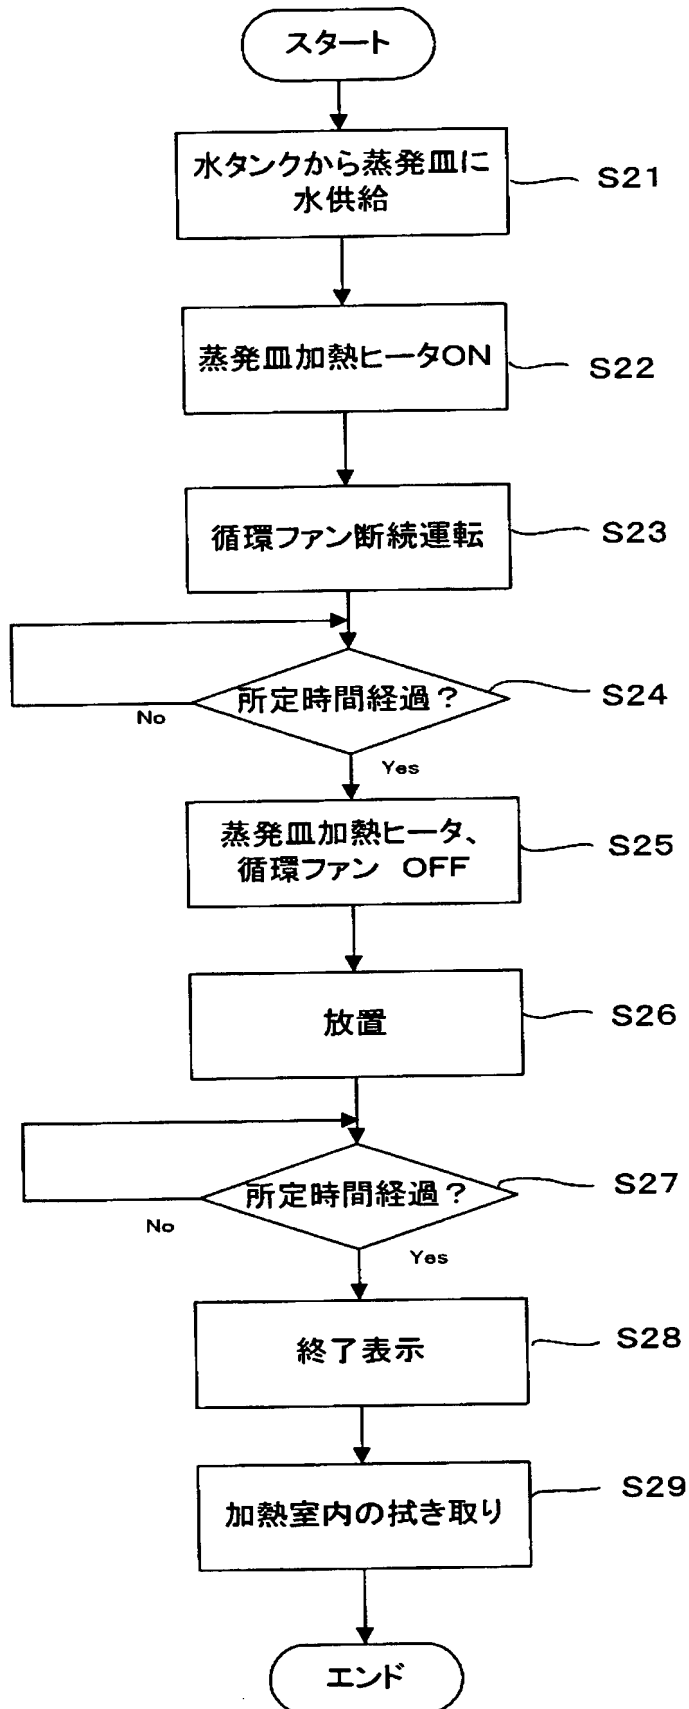 スタート
水タンクから蒸発皿に
水供給
S21
蒸発皿加熱ヒータON
S22
循環ファン断続運転
S23
所定時間経過？
S24
No
Yes
蒸発皿加熱ヒータ、
循環ファン OFF
S25
放置
S26
所定時間経過？
S27
No
Yes
終了表示
S28
加熱室内の拭き取り
S29
エンド